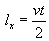 l_x = vt/2